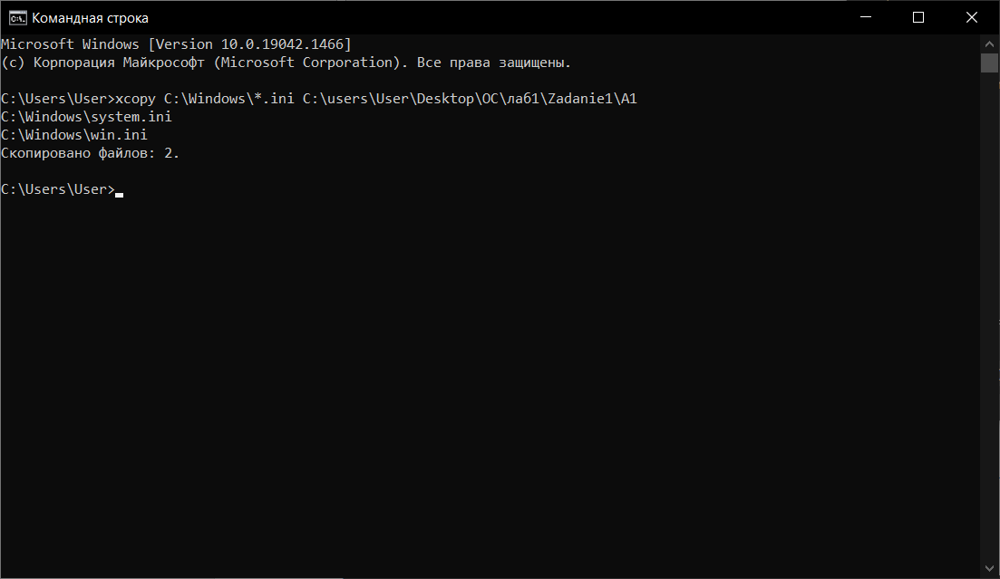 Командная строка
Microsoft Windows [Version 10.0.19042.1466]
(c) Корпорация Майкрософт (Microsoft Corporation). Все права защищены.
C:\Users\User>xcopy C:\Windows\*.ini C:\users\User\Desktop\ОС\лаб1\Zadanie1\A1
C:\Windows\system.ini
C:\Windows\win.ini
Скопировано файлов: 2.
C:\Users\User>